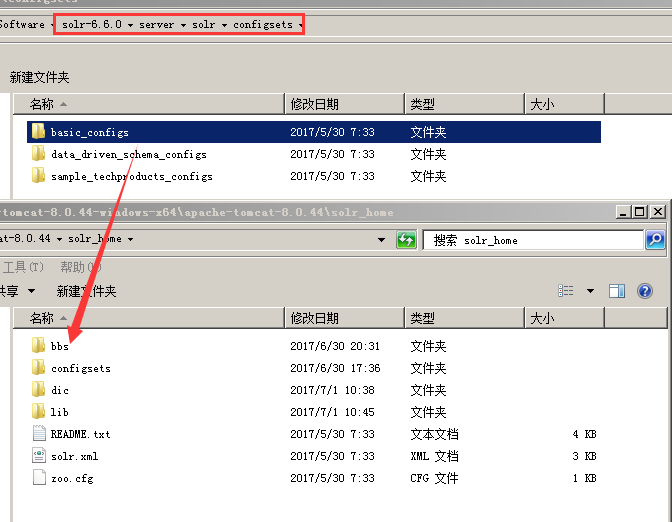 Software solr-6.6.0 server solr configsets
新建文件夹
名称 修改日期 类型 大小
basic_configs 2017/5/30 7:33 文件夹
data_driven_schema_configs 2017/5/30 7:33 文件夹
sample_techproducts_configs 2017/5/30 7:33 文件夹
tomcat-8.0.44-windows-x64\apache-tomcat-8.0.44\solr_home
at-8.0.44 solr_home 搜索 solr_home
工具(T) 帮助
共享 新建文件夹
名称 修改日期 类型 大小
bbs 2017/6/30 20:31 文件夹
configsets 2017/6/30 17:36 文件夹
dic 2017/7/1 10:38 文件夹
lib 2017/7/1 10:45 文件夹
README.txt 2017/5/30 7:33 文本文档 4 KB
solr.xml 2017/5/30 7:33 XML 文档 3 KB
zoo.cfg 2017/5/30 7:33 CFG 文件 1 KB